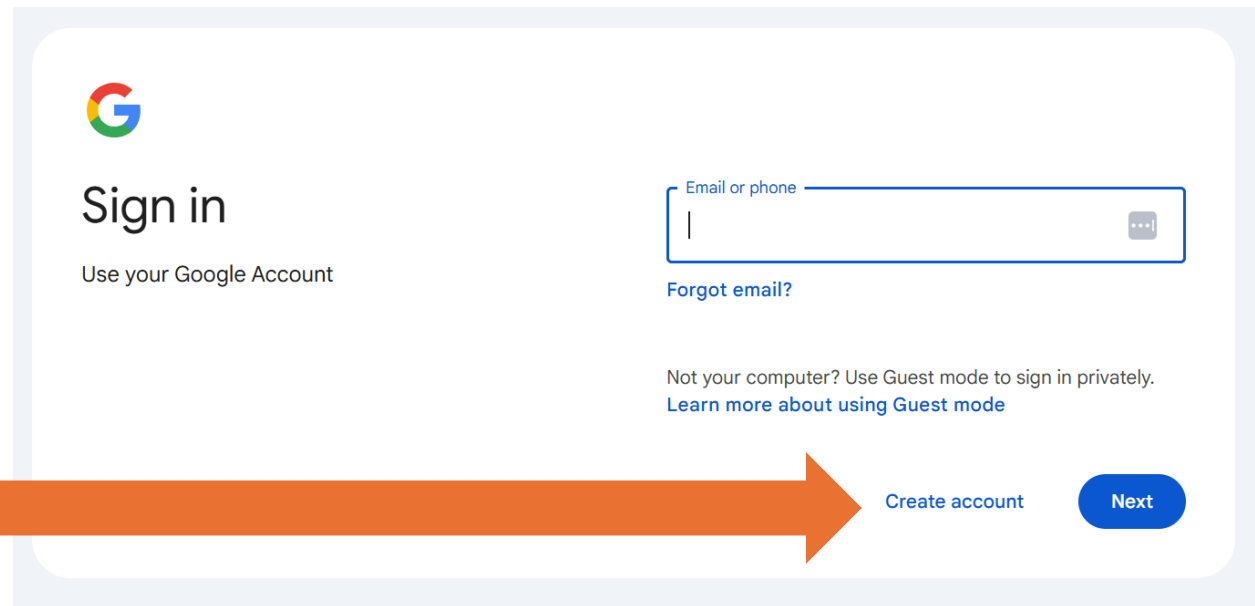 Sign in
Use your Google Account
Email or phone
Forgot email?
Not your computer? Use Guest mode to sign in privately.
Learn more about using Guest mode
Create account
Next